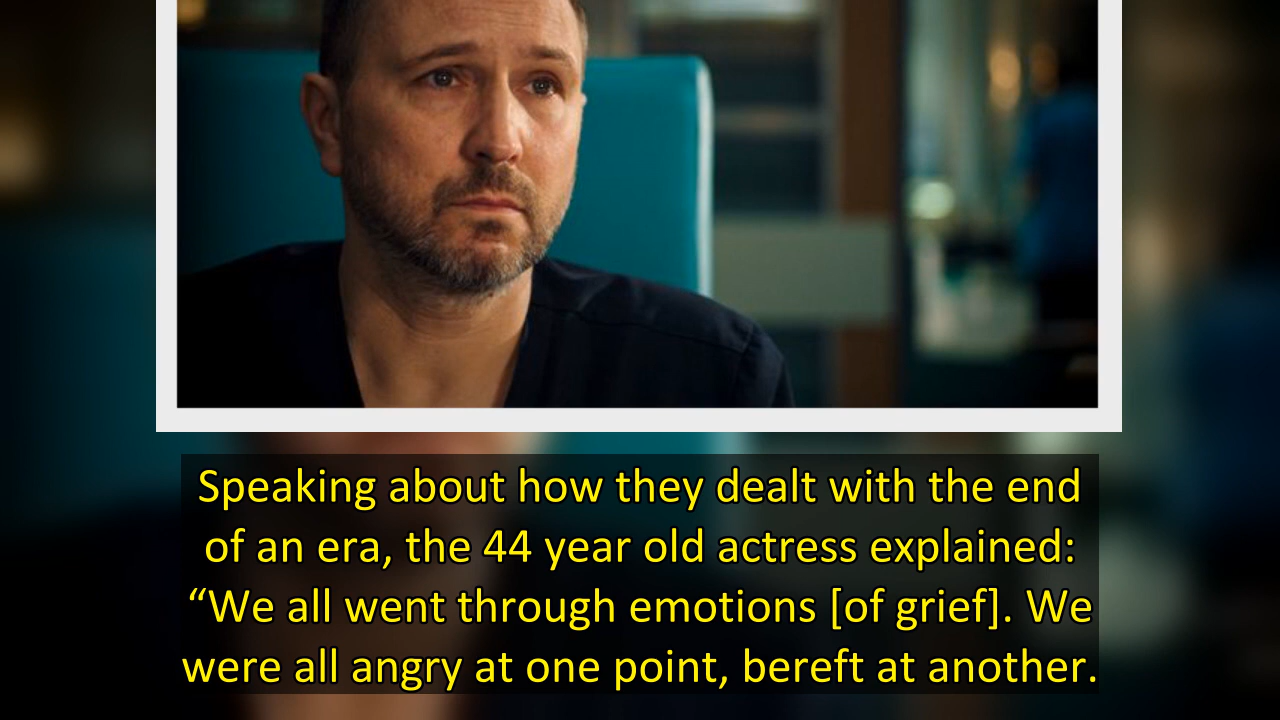 Speaking about how they dealt with the end
of an era, the 44 year old actress explained:
“We all went through emotions [of grief]. We
were all angry at one point, bereft at another.